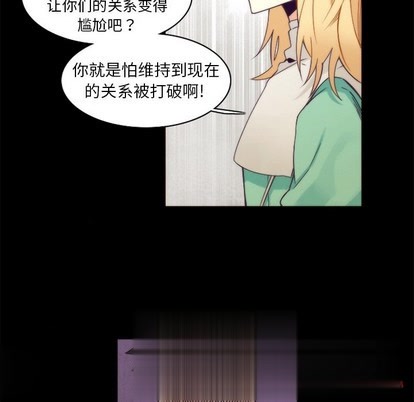 让你们的关系变得
尴尬吧？
你就是怕维持到现在
的关系被打破啊!